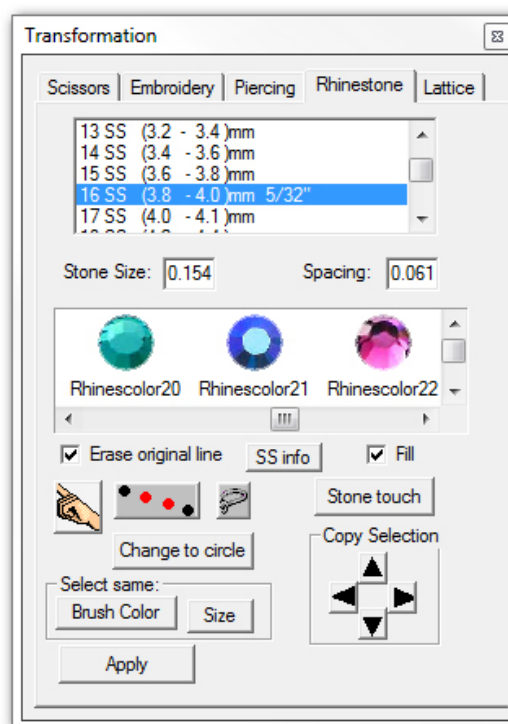 Transformation
Scissors Embroidery Piercing Rhinestone Lattice
13 SS (3.2 - 3.4 )mm
14 SS (3.4 - 3.6 )mm
15 SS (3.6 - 3.8 )mm
16 SS (3.8 - 4.0 )mm 5/32"
17 SS (4.0 - 4.1 )mm
Stone Size: 0.154 Spacing: 0.061
Rhinescolor20 Rhinescolor21 Rhinescolor22
Erase original line SS info Fill
Stone touch
Change to circle Copy Selection
Select same:
Brush Color Size
Apply